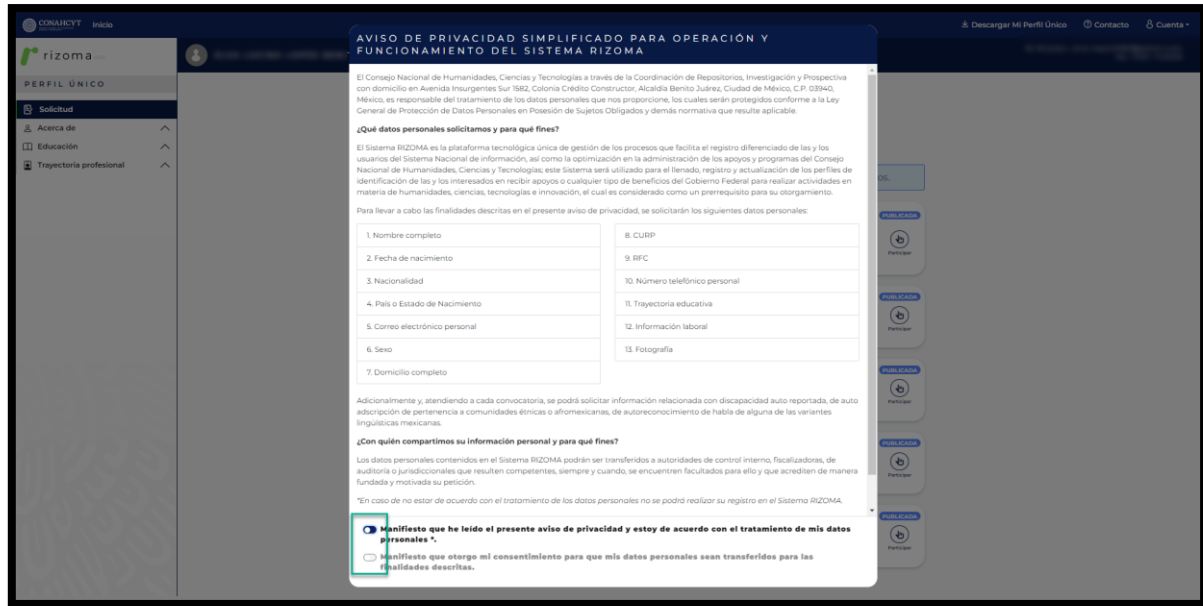 CONAHCYT Inicio
Descargar Mi Perfil Único Contacto Cuenta
rizoma
PERFIL ÚNICO
Solicitud
Acerca de
Educación
Trayectoria profesional
AVISO DE PRIVACIDAD SIMPLIFICADO PARA OPERACIÓN Y
FUNCIONAMIENTO DEL SISTEMA RIZOMA
El Consejo Nacional de Humanidades, Ciencias y Tecnologías a través de la Coordinación de Repositorios, Investigación y Prospectiva
con domicilio en Avenida Insurgentes Sur 1582, Colonia Crédito Constructor, Alcaldía Benito Juárez, Ciudad de México, C.P. 03940,
México, es responsable del tratamiento de los datos personales que nos proporcione, los cuales serán protegidos conforme a la Ley
General de Protección de Datos Personales en Posesión de Sujetos Obligados y demás normativa que resulte aplicable.
¿Qué datos personales solicitamos y para qué fines?
El Sistema RIZOMA es la plataforma tecnológica única de gestión de los procesos que facilita el registro diferenciado de las y los
usuarios del Sistema Nacional de información, así como la optimización en la administración de los apoyos y programas del Consejo
Nacional de Humanidades, Ciencias y Tecnologías; este Sistema será utilizado para el llenado, registro y actualización de los perfiles de
identificación de las y los interesados en recibir apoyos o cualquier tipo de beneficios del Gobierno Federal para realizar actividades en
materia de humanidades, ciencias, tecnologías e innovación, el cual es considerado como un prerrequisito para su otorgamiento.
Para llevar a cabo las finalidades descritas en el presente aviso de privacidad, se solicitarán los siguientes datos personales:
1. Nombre completo
2. Fecha de nacimiento
3. Nacionalidad
4. País o Estado de Nacimiento
5. Correo electrónico personal
6. Sexo
7. Domicilio completo
8. CURP
9. RFC
10. Número telefónico personal
11. Trayectoria educativa
12. Información laboral
13. Fotografía
Adicionalmente y, atendiendo a cada convocatoria, se podrá solicitar información relacionada con discapacidad auto reportada, de auto
adscripción de pertenencia a comunidades étnicas o afromexicanas, de autoreconocimiento de habla de alguna de las variantes
lingüísticas mexicanas.
¿Con quién compartimos su información personal y para qué fines?
Los datos personales contenidos en el Sistema RIZOMA podrán ser transferidos a autoridades de control interno, fiscalizadoras, de
auditoría o jurisdiccionales que resulten competentes, siempre y cuando, se encuentren facultados para ello y que acrediten de manera
fundada y motivada su petición.
*En caso de no estar de acuerdo con el tratamiento de los datos personales no se podrá realizar su registro en el Sistema RIZOMA.
Manifiesto que he leído el presente aviso de privacidad y estoy de acuerdo con el tratamiento de mis datos
personales *.
Manifiesto que otorgo mi consentimiento para que mis datos personales sean transferidos para las
finalidades descritas.
OS.
PUBLICADA
Participar
PUBLICADA
Participar
PUBLICADA
Participar
PUBLICADA
Participar
PUBLICADA
Participar